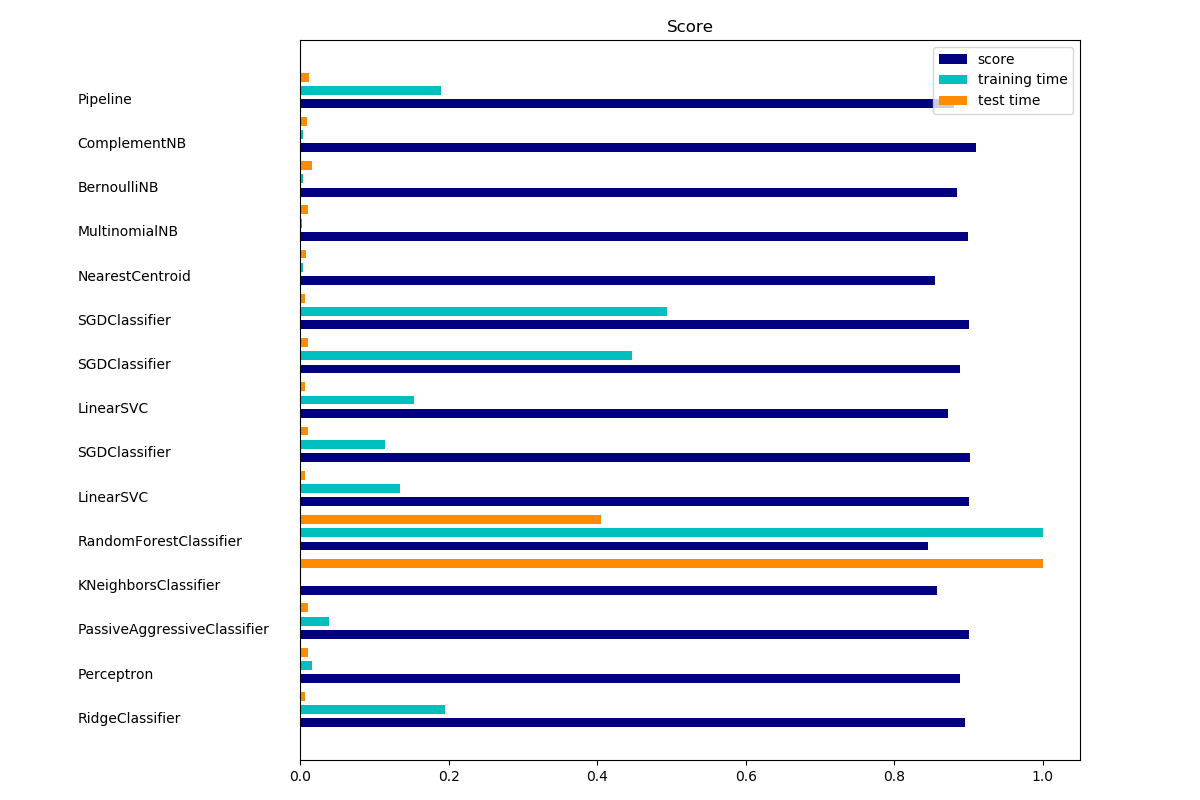 Score
score
training time
test time
Pipeline
ComplementNB
BernoulliNB
MultinomialNB
NearestCentroid
SGDClassifier
SGDClassifier
LinearSVC
SGDClassifier
LinearSVC
RandomForestClassifier
KNeighborsClassifier
PassiveAggressiveClassifier
Perceptron
RidgeClassifier
0.0 0.2 0.4 0.6 0.8 1.0